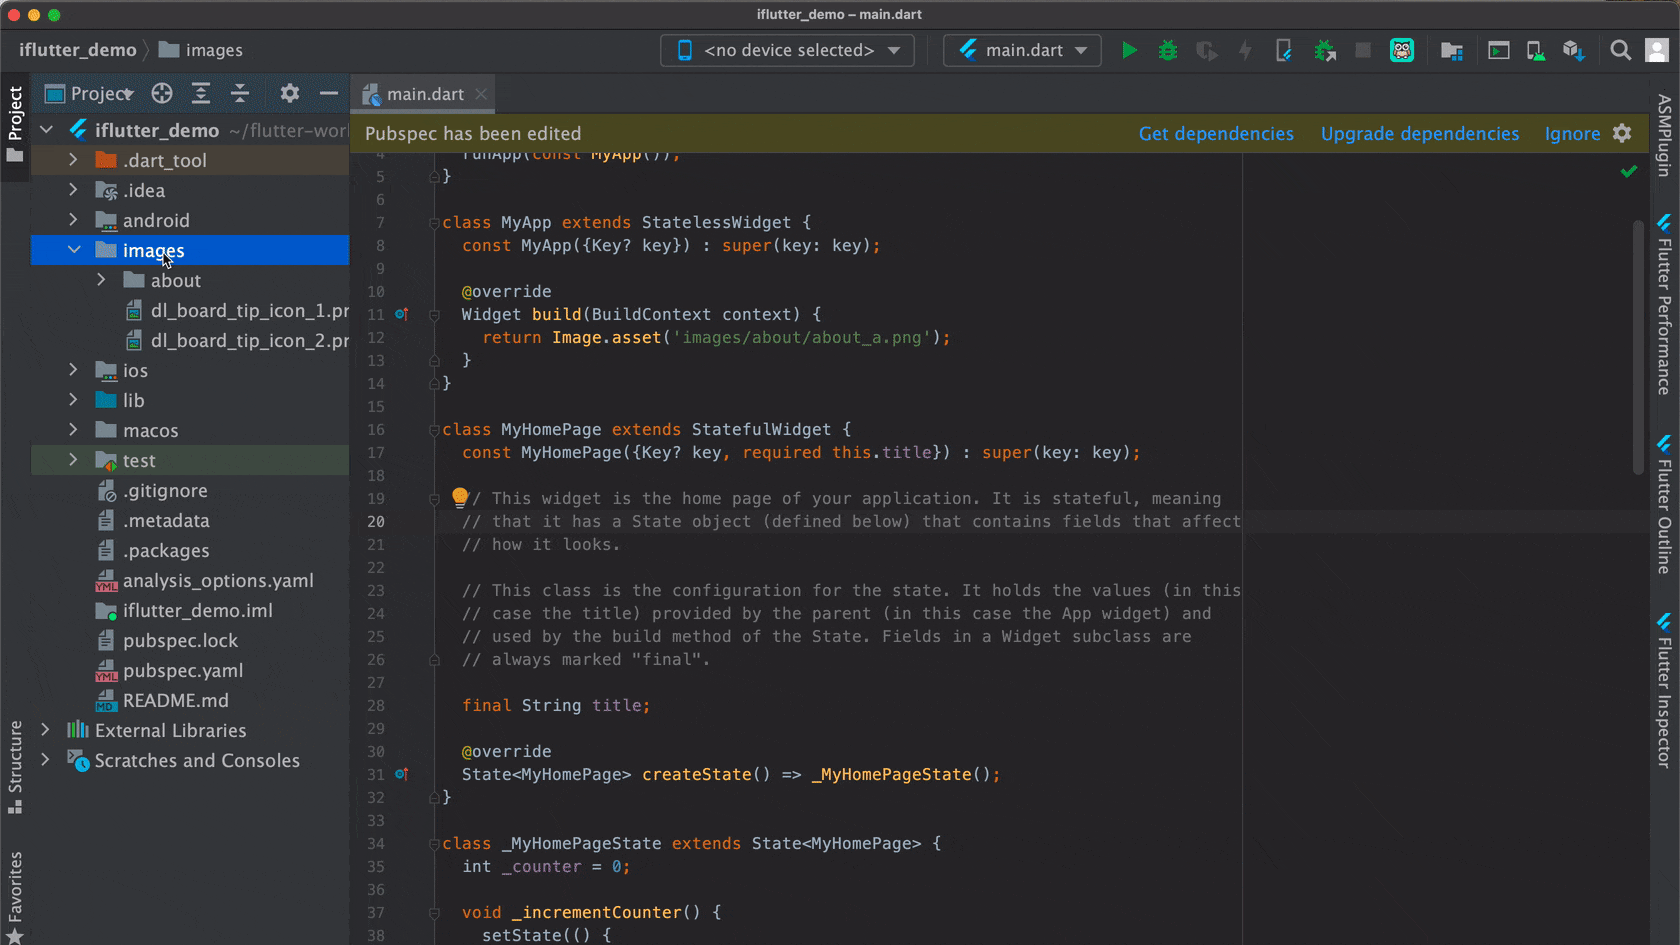 iflutter_demo – main.dart
iflutter_demo
images
<no device selected>
main.dart
Project
Project
main.dart
Pubspec has been edited
Get dependencies
Upgrade dependencies
Ignore
iflutter_demo ~/flutter-wor
.dart_tool
.idea
android
images
about
dl_board_tip_icon_1.pr
dl_board_tip_icon_2.pr
ios
lib
macos
test
.gitignore
.metadata
.packages
analysis_options.yaml
iflutter_demo.iml
pubspec.lock
pubspec.yaml
README.md
External Libraries
Scratches and Consoles
Structure
Favorites
4 runApp(const MyApp());
5 }
6
7 class MyApp extends StatelessWidget {
8 const MyApp({Key? key}) : super(key: key);
9
10 @override
11 Widget build(BuildContext context) {
12 return Image.asset('images/about/about_a.png');
13 }
14 }
15
16 class MyHomePage extends StatefulWidget {
17 const MyHomePage({Key? key, required this.title}) : super(key: key);
18
19 // This widget is the home page of your application. It is stateful, meaning
20 // that it has a State object (defined below) that contains fields that affect
21 // how it looks.
22
23 // This class is the configuration for the state. It holds the values (in this
24 // case the title) provided by the parent (in this case the App widget) and
25 // used by the build method of the State. Fields in a Widget subclass are
26 // always marked "final".
27
28 final String title;
29
30 @override
31 State<MyHomePage> createState() => _MyHomePageState();
32 }
33
34 class _MyHomePageState extends State<MyHomePage> {
35 int _counter = 0;
36
37 void _incrementCounter() {
38 setState(() {
ASMPlugin
Flutter Performance
Flutter Outline
Flutter Inspector